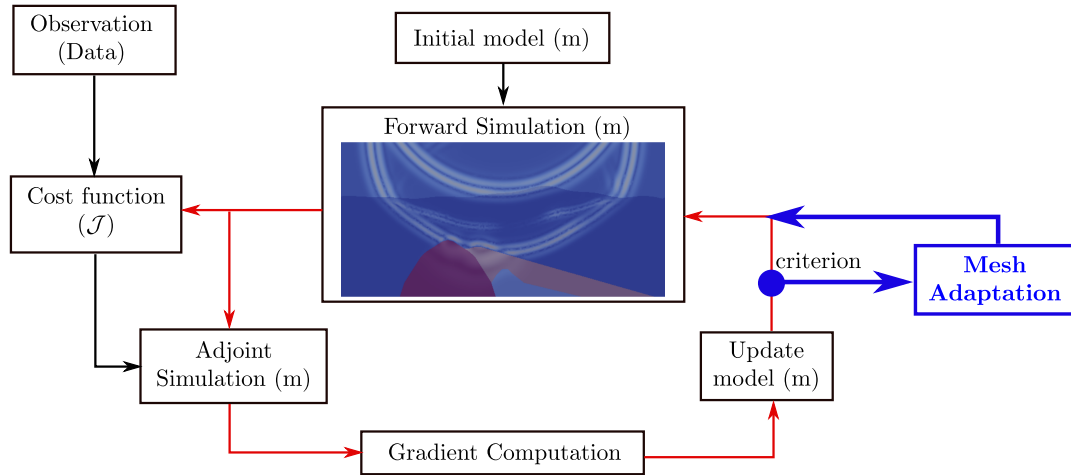 Observation
(Data)
Initial model (m)
Forward Simulation (m)
Cost function
(𝒥)
criterion
Mesh
Adaptation
Adjoint
Simulation (m)
Update
model (m)
Gradient Computation